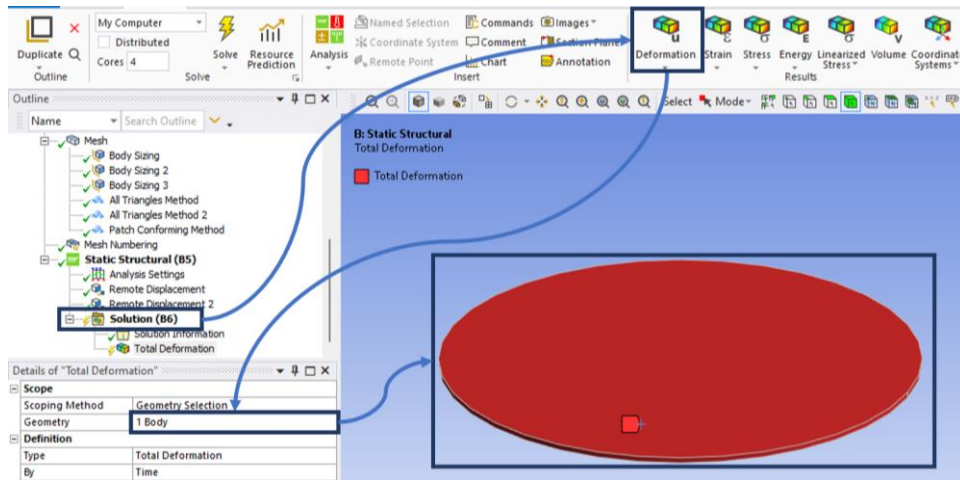 My Computer
Distributed
Duplicate
Cores 4
Solve
Resource
Prediction
Analysis
Named Selection
Commands
Images
Coordinate System
Comment
Section Plane
Remote Point
Chart
Annotation
Deformation
Strain
Stress
Energy
Linearized
Stress
Volume
Coordinate
Systems
Outline
Solve
Insert
Results
Outline
Name
Search Outline
Select
Mode
Mesh
Body Sizing
Body Sizing 2
Body Sizing 3
All Triangles Method
All Triangles Method 2
Patch Conforming Method
Mesh Numbering
Static Structural (B5)
Analysis Settings
Remote Displacement
Remote Displacement 2
Solution (B6)
Solution Information
Total Deformation
B: Static Structural
Total Deformation
Total Deformation
Details of "Total Deformation"
Scope
Scoping Method Geometry Selection
Geometry 1 Body
Definition
Type Total Deformation
By Time